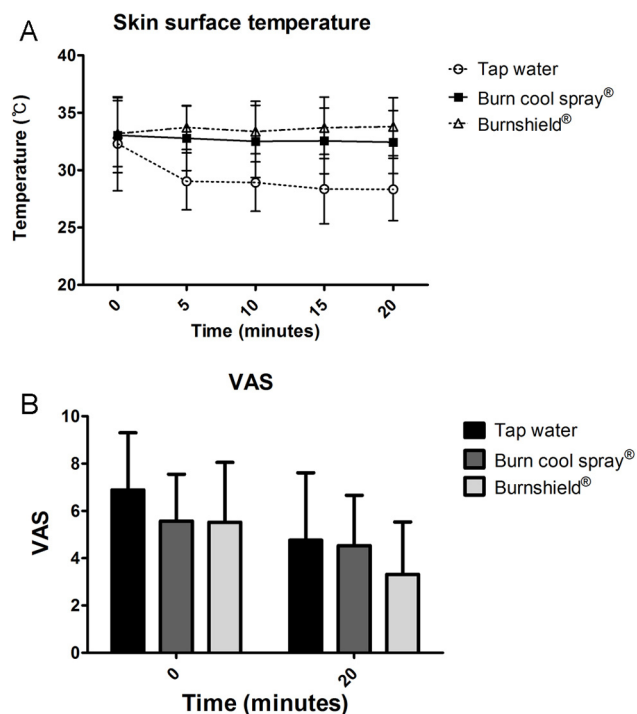 A
Skin surface temperature
Temperature (℃)
40
35
30
25
20
0
5
10
15
20
Time (minutes)
Tap water
Burn cool spray®
Burnshield®
B
VAS
VAS
10
8
6
4
2
0
0
20
Time (minutes)
Tap water
Burn cool spray®
Burnshield®